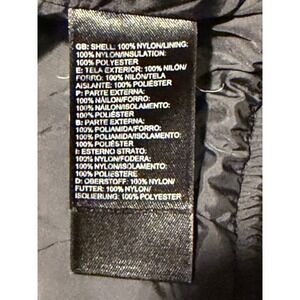 GB: SHELL: 100% NYLON/LINING:
100% NYLON/INSULATION:
100% POLYESTER
E: TELA EXTERIOR: 100% NILÓN/
FORRO: 100% NILÓN/TELA
AISLANTE: 100% POLIÉSTER
P: PARTE EXTERNA:
100% NÁILON/FORRO:
100% NÁILON/ISOLAMENTO:
100% POLIÉSTER
B: PARTE EXTERNA:
100% POLIAMIDA/FORRO:
100% POLIAMIDA/ISOLAMENTO:
100% POLIÉSTER
I: ESTERNO STRATO:
100% NYLON/FODERA:
100% NYLON/ISOLAMENTO:
100% POLIESTERE
D: OBERSTOFF: 100% NYLON/
FUTTER: 100% NYLON/
ISOLIERUNG: 100% POLYESTER